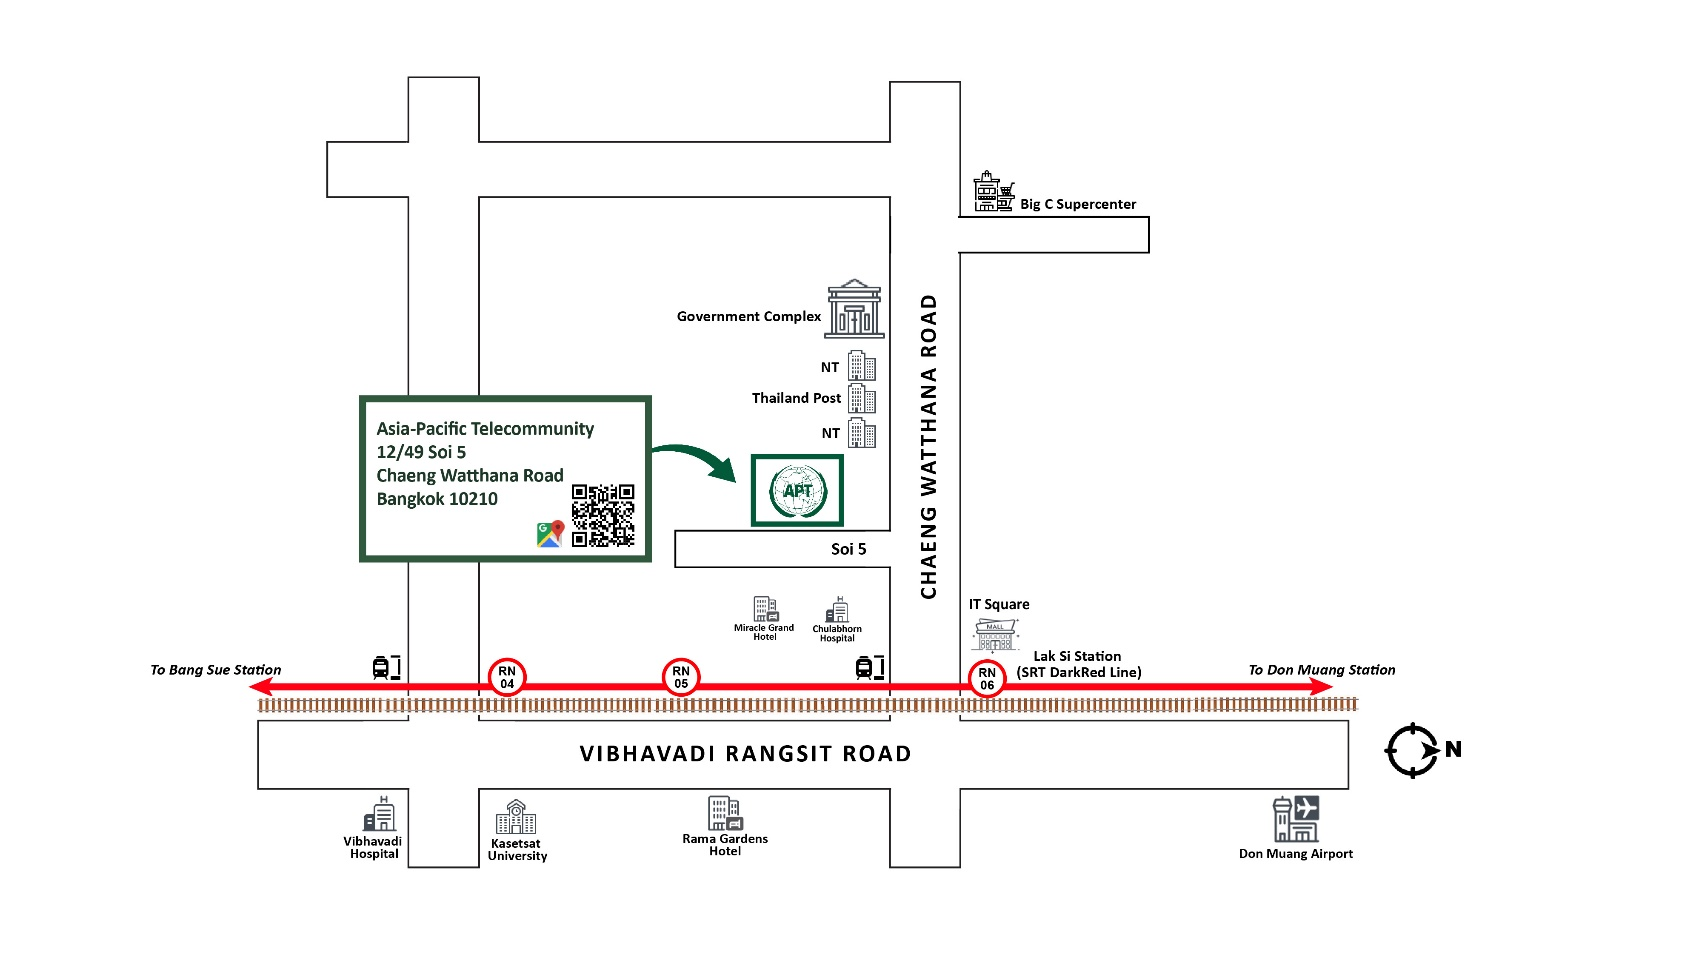 Big C Supercenter
Government Complex
NT
Thailand Post
NT
CHAENG WATTHANA ROAD
Asia-Pacific Telecommunity
12/49 Soi 5
Chaeng Watthana Road
Bangkok 10210
G
APT
Soi 5
IT Square
MALL
H
Miracle Grand
Hotel
Chulabhorn
Hospital
To Bang Sue Station
RN
04
RN
05
RN
06
Lak Si Station
(SRT DarkRed Line)
To Don Muang Station
VIBHAVADI RANGSIT ROAD
N
H
Vibhavadi
Hospital
Kasetsat
University
Rama Gardens
Hotel
Don Muang Airport